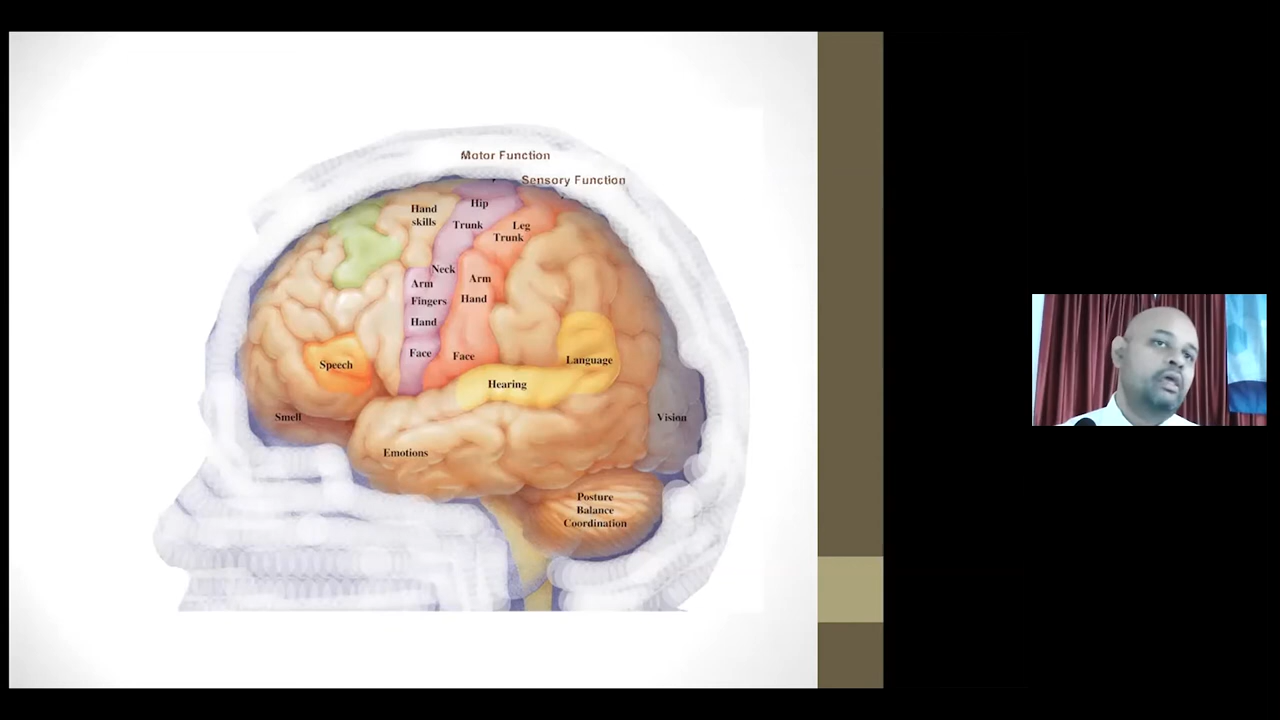 Motor Function
Sensory Function
Hand
skills
Hip
Trunk
Leg
Trunk
Neck
Arm
Fingers
Hand
Face
Arm
Hand
Face
Speech
Language
Hearing
Smell
Emotions
Vision
Posture
Balance
Coordination